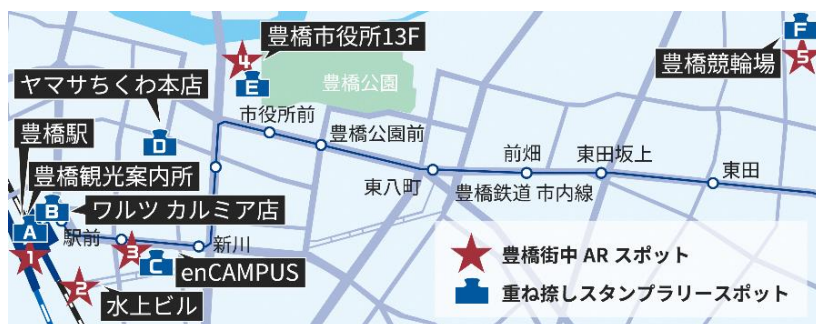 豊橋市役所13F
4
E
豊橋公園
F
5
豊橋競輪場
ヤマサちくわ本店
D
市役所前
豊橋公園前
豊橋駅
前畑
東田坂上
東田
豊橋観光案内所
東八町
豊橋鉄道 市内線
B
ワルツ カルミア店
A
駅前
3
新川
1
C
enCAMPUS
2
水上ビル
豊橋街中 AR スポット
重ね捺しスタンプラリースポット